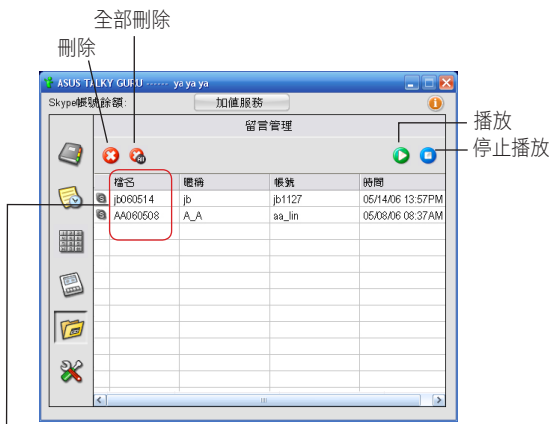 全部刪除
刪除
ASUS TALKY GURU ------ ya ya ya
Skype帳號餘額:
加值服務
留言管理
播放
停止播放
All
檔名 暱稱 帳號 時間
jb060514 jb jb1127 05/14/06 13:57PM
AA060508 A_A aa_lin 05/08/06 08:37AM